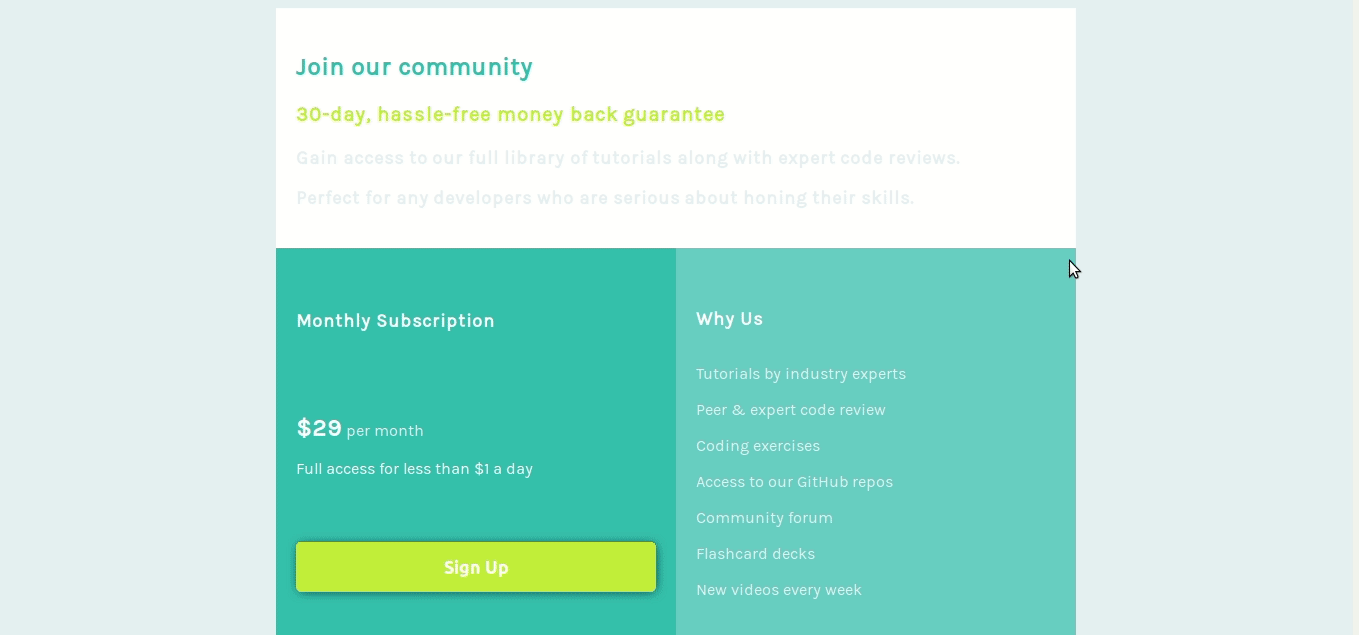 Join our community
30-day, hassle-free money back guarantee
Gain access to our full library of tutorials along with expert code reviews.
Perfect for any developers who are serious about honing their skills.
Monthly Subscription
$29 per month
Full access for less than $1 a day
Sign Up
Why Us
Tutorials by industry experts
Peer & expert code review
Coding exercises
Access to our GitHub repos
Community forum
Flashcard decks
New videos every week